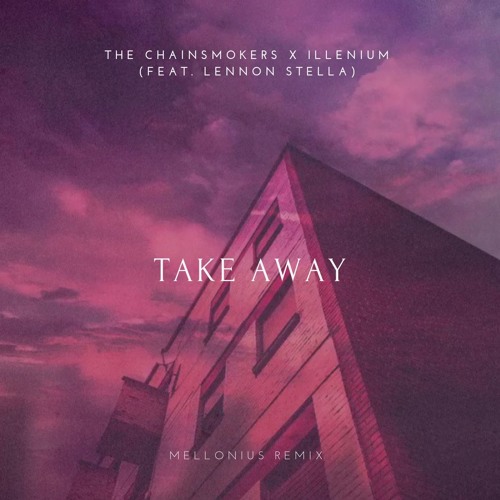 THE CHAINSMOKERS X ILLENIUM
(FEAT. LENNON STELLA)
TAKE AWAY
MELLONIUS REMIX